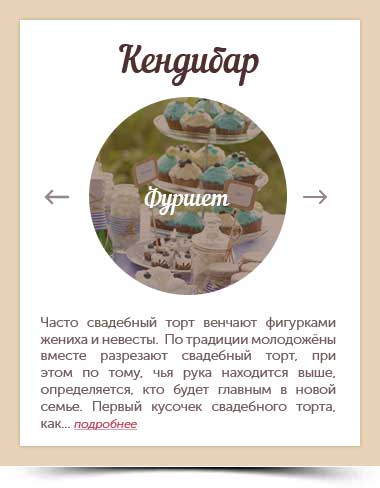 Кендибар
Фуршет
Часто свадебный торт венчают фигурками
жениха и невесты. По традиции молодожёны
вместе разрезают свадебный торт, при
этом по тому, чья рука находится выше,
определяется, кто будет главным в новой
семье. Первый кусочек свадебного торта,
как... подробнее